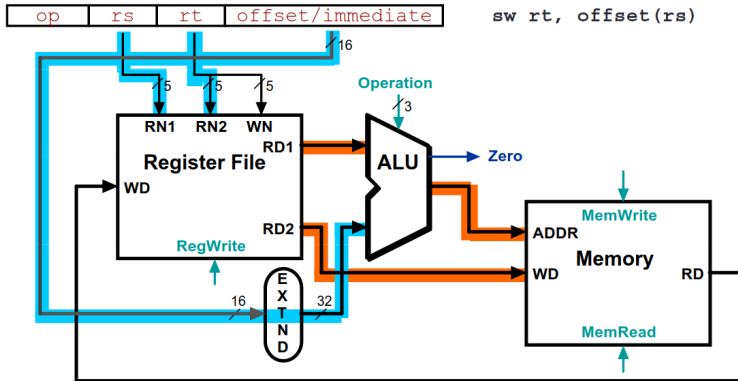 op rs rt offset/immediate sw rt, offset(rs)
16
5 5 5 Operation
3
RN1 RN2 WN
RD1
Register File ALU Zero
WD
MemWrite
RD2 ADDR
RegWrite Memory
WD RD
16 EXTND 32
MemRead